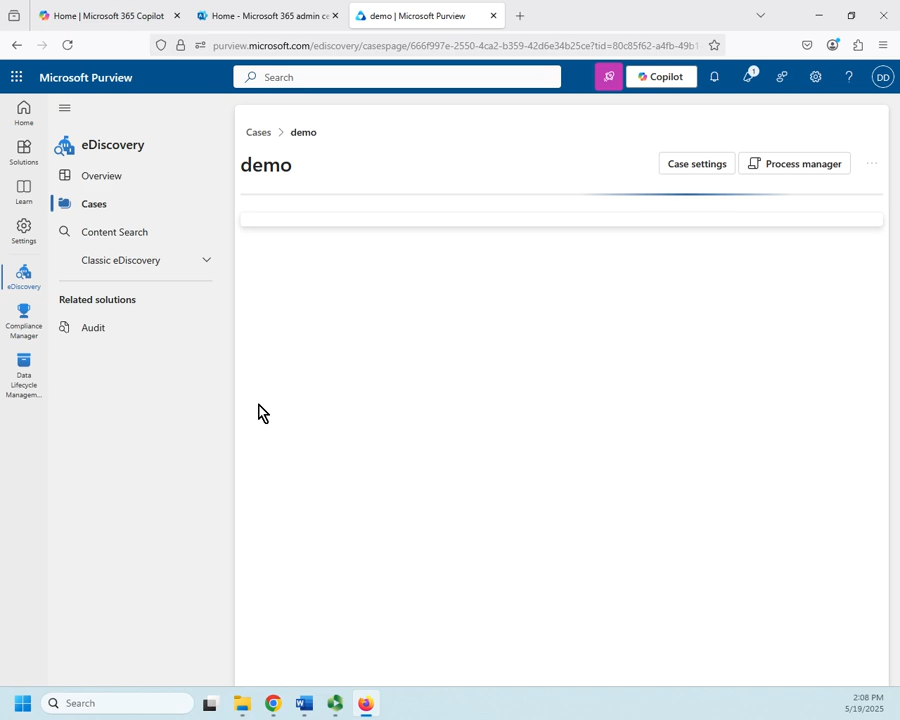 Home | Microsoft 365 Copilot
Home - Microsoft 365 admin ce
demo | Microsoft Purview
purview.microsoft.com/ediscovery/casespage/666f997e-2550-4ca2-b359-42d6e34b25ce?tid=80c85f62-a4fb-49b1
Microsoft Purview
Search
Copilot
1
DD
Home
Solutions
Learn
Settings
eDiscovery
Compliance
Manager
Data
Lifecycle
Managem...
eDiscovery
Overview
Cases
Content Search
Classic eDiscovery
Related solutions
Audit
Cases
demo
demo
Case settings
Process manager
Search
2:08 PM
5/19/2025